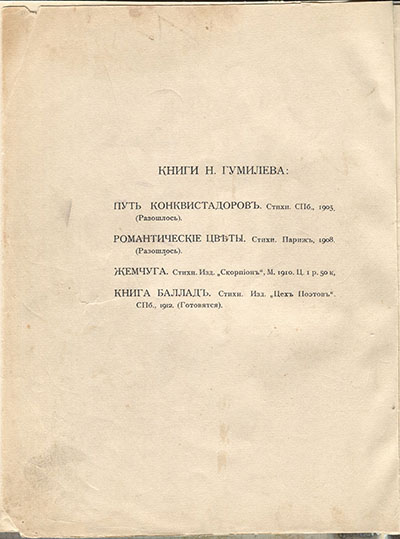 КНИГИ Н. ГУМИЛЕВА:
ПУТЬ КОНКВИСТАДОРОВЪ. Стихи. СПб., 1905.
(Разошлось).
РОМАНТИЧЕСКІЕ ЦВѢТЫ. Стихи. Парижъ, 1908.
(Разошлось).
ЖЕМЧУГА. Стихи. Изд. „Скорпіонъ“, М. 1910. Ц. 1 р. 50 к.
КНИГА БАЛЛАДЪ. Стихи. Изд. „Цехъ Поэтовъ“.
СПб., 1912. (Готовятся).